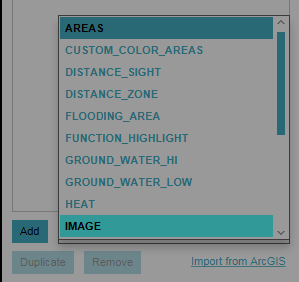 AREAS
CUSTOM_COLOR_AREAS
DISTANCE_SIGHT
DISTANCE_ZONE
FLOODING_AREA
FUNCTION_HIGHLIGHT
GROUND_WATER_HI
GROUND_WATER_LOW
HEAT
IMAGE
Add
Duplicate Remove Import from ArcGIS